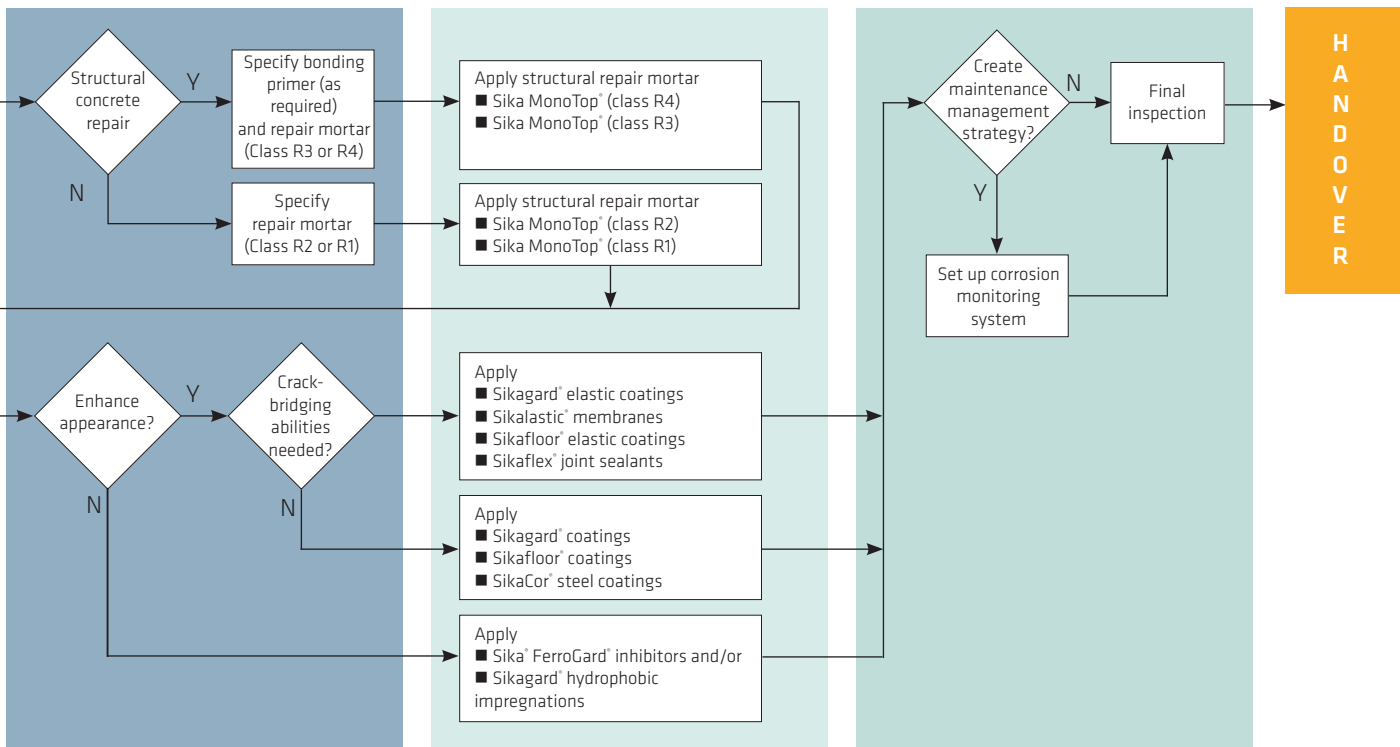 Structural
concrete
repair
Y
N
Specify bonding
primer (as
required)
and repair mortar
(Class R3 or R4)
Specify
repair mortar
(Class R2 or R1)
Apply structural repair mortar
■ Sika MonoTop® (class R4)
■ Sika MonoTop® (class R3)
Apply structural repair mortar
■ Sika MonoTop® (class R2)
■ Sika MonoTop® (class R1)
Enhance
appearance?
Y
N
Crack-
bridging
abilities
needed?
N
Apply
■ Sikagard® elastic coatings
■ Sikalastic® membranes
■ Sikafloor® elastic coatings
■ Sikaflex® joint sealants
Apply
■ Sikagard® coatings
■ Sikafloor® coatings
■ SikaCor® steel coatings
Apply
■ Sika® FerroGard® inhibitors and/or
■ Sikagard® hydrophobic
impregnations
Create
maintenance
management
strategy?
N
Y
Final
inspection
Set up corrosion
monitoring
system
H
A
N
D
O
V
E
R